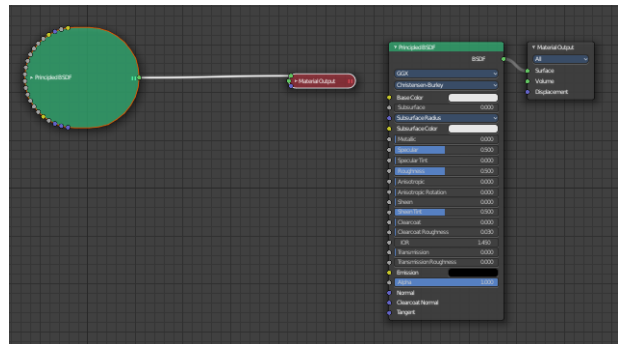 Principled BSDF
Material Output
Principled BSDF
BSDF
GGX
Christensen-Burley
Base Color
Subsurface 0.000
Subsurface Radius
Subsurface Color
Metallic 0.000
Specular 0.500
Specular Tint 0.000
Roughness 0.500
Anisotropic 0.000
Anisotropic Rotation 0.000
Sheen 0.000
Sheen Tint 0.500
Clearcoat 0.000
Clearcoat Roughness 0.030
IOR 1.450
Transmission 0.000
Transmission Roughness 0.000
Emission
Alpha 1.000
Normal
Clearcoat Normal
Tangent
Material Output
All
Surface
Volume
Displacement